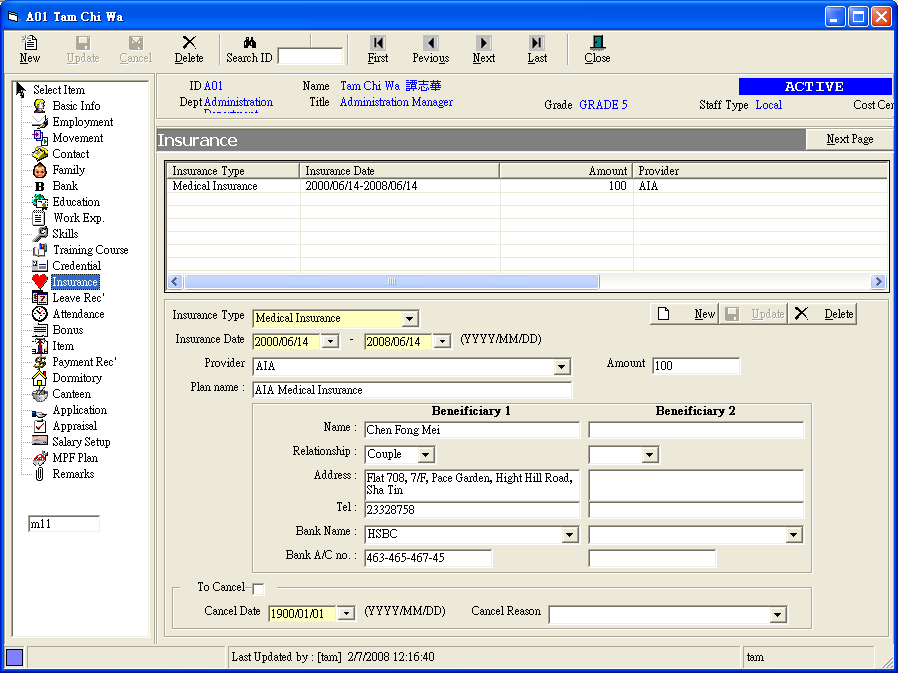 A01 Tam Chi Wa
New Update Cancel Delete Search ID First Pevious Next Last Close
Select Item
Basic Info
Employment
Movement
Contact
Family
Bank
Education
Work Exp.
Skills
Training Course
Credential
Insurance
Leave Rec'
Attendance
Bonus
Item
Payment Rec'
Dormitory
Canteen
Application
Appraisal
Salary Setup
MPF Plan
Remarks
m11
ID A01 Name Tam Chi Wa 譚志華 ACTIVE
Dept Administration Department Title Administration Manager Grade GRADE 5 Staff Type Local Cost Cen
Insurance Next Page
Insurance Type Insurance Date Amount Provider
Medical Insurance 2000/06/14-2008/06/14 100 AIA
Insurance Type Medical Insurance New Update Delete
Insurance Date 2000/06/14 - 2008/06/14 (YYYY/MM/DD)
Provider AIA Amount 100
Plan name : AIA Medical Insurance
Beneificiary 1 Beneificiary 2
Name : Chen Fong Mei
Relationship : Couple
Address : Flat 708, 7/F, Pace Garden, Hight Hill Road,
Sha Tin
Tel : 23328758
Bank Name : HSBC
Bank A/C no. : 463-465-467-45
To Cancel
Cancel Date 1900/01/01 (YYYY/MM/DD) Cancel Reason
Last Updated by : [tam] 2/7/2008 12:16:40 tam